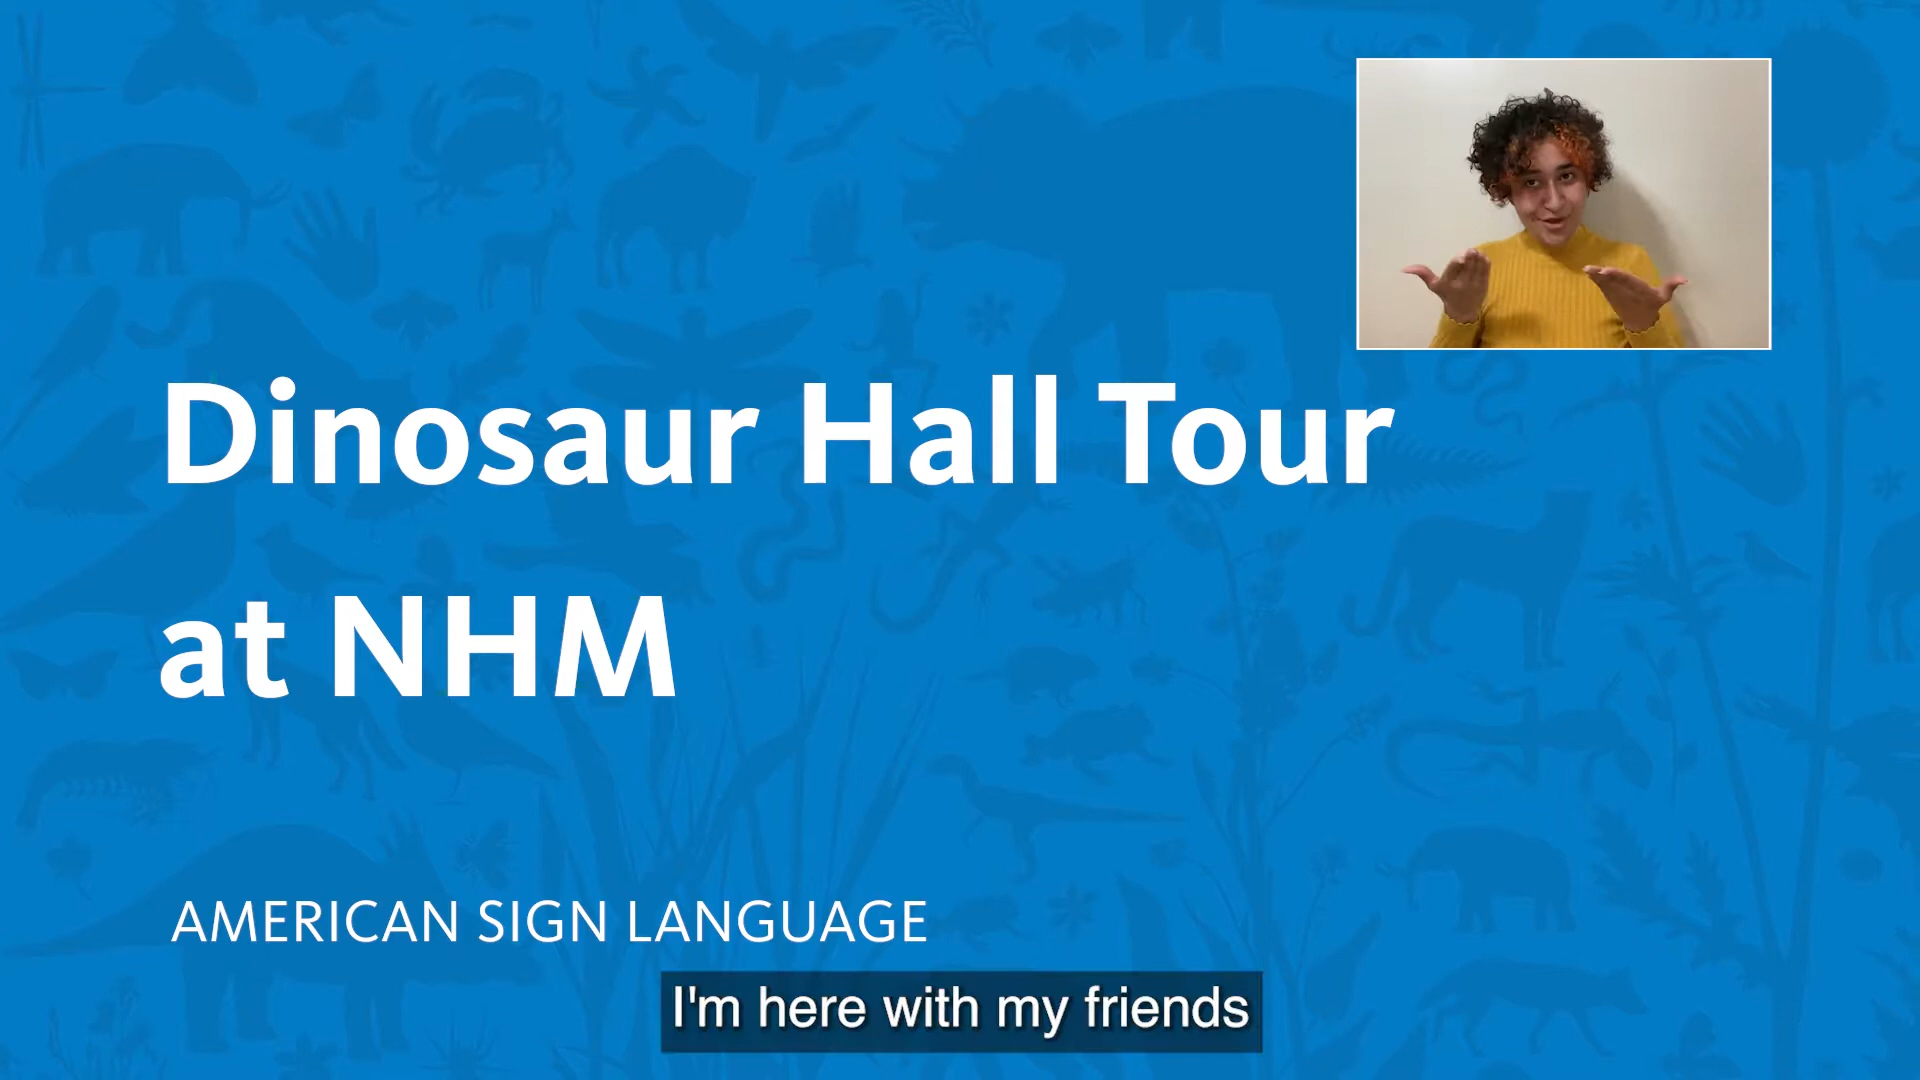 Dinosaur Hall Tour
at NHM
AMERICAN SIGN LANGUAGE
I'm here with my friends